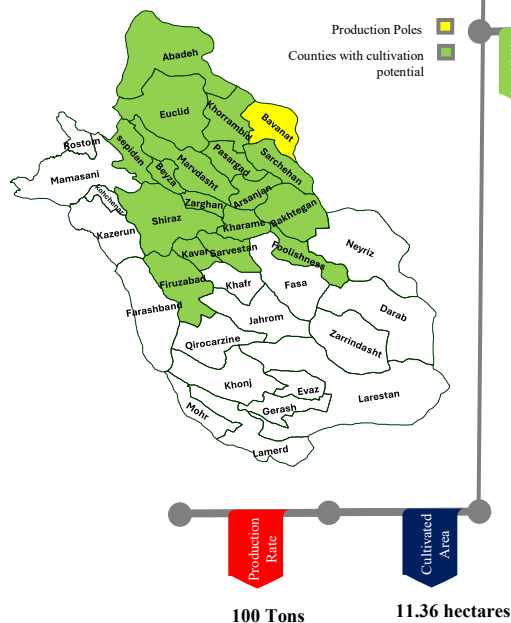 Production Poles
Counties with cultivation
potential
Abadeh
Euclid
Khorrambid
Bavanat
Rostom
sepidan
Beyza
Marvdasht
Pasargad
Sarchehan
Mamasani
Kohchenar
Zarghan
Arsanjan
Bakhtegan
Shiraz
Kharame
Kazerun
Kavar
Sarvestan
Foolishness
Neyriz
Firuzabad
Khafr
Fasa
Farashband
Jahrom
Darab
Qirocarzine
Zarrindasht
Khonj
Evaz
Larestan
Mohr
Gerash
Lamerd
Production
Rate
Cultivated
Area
100 Tons
11.36 hectares